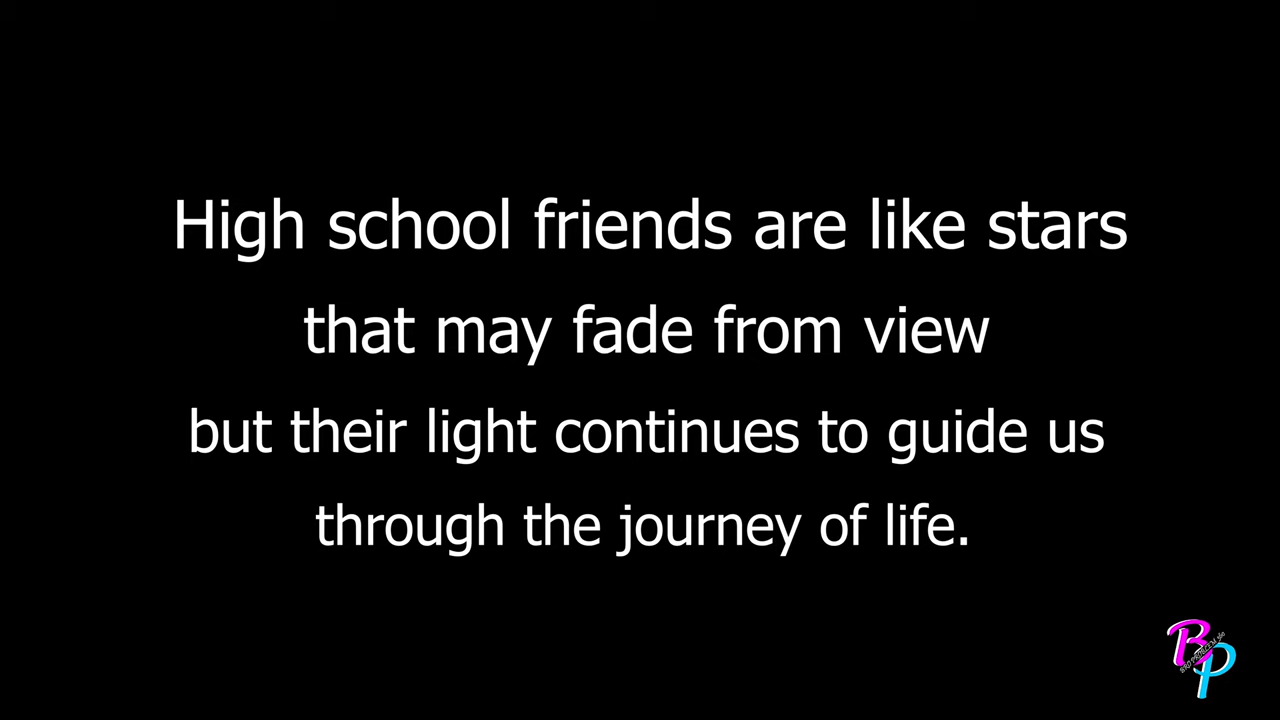 High school friends are like stars
that may fade from view
but their light continues to guide us
through the journey of life.
BP